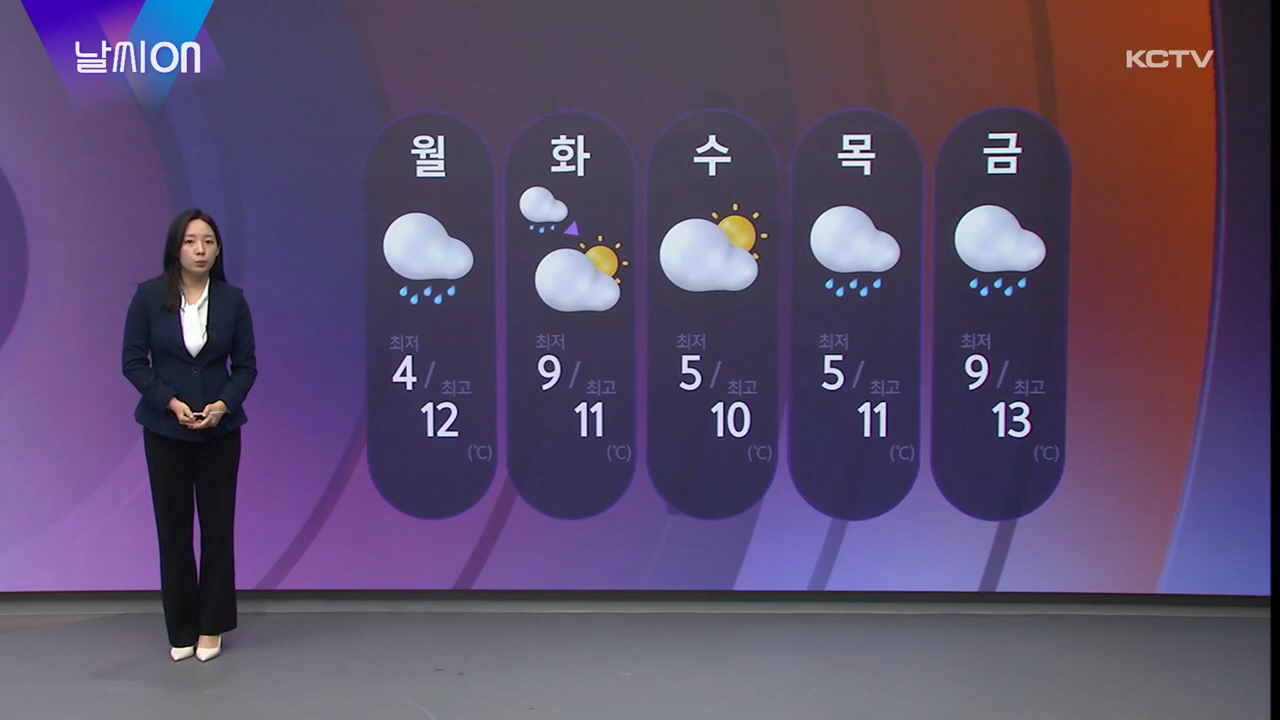 날씨ON
KCTV
월
최저
4 /
최고
12
(℃)
화
최저
9 /
최고
11
(℃)
수
최저
5 /
최고
10
(℃)
목
최저
5 /
최고
11
(℃)
금
최저
9 /
최고
13
(℃)